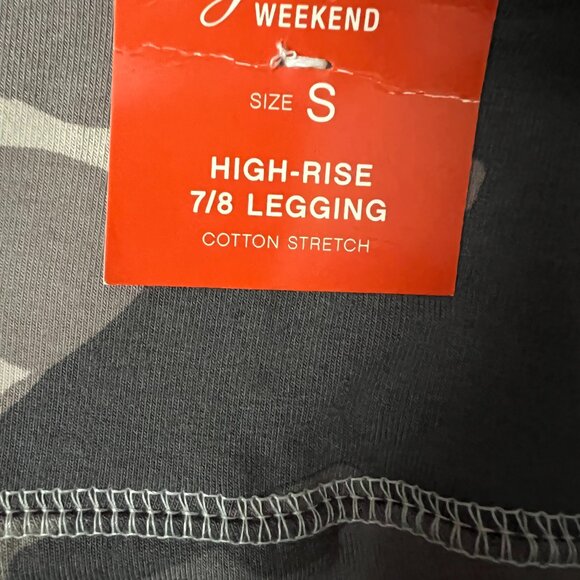 WEEKEND
SIZE S
HIGH-RISE
7/8 LEGGING
COTTON STRETCH